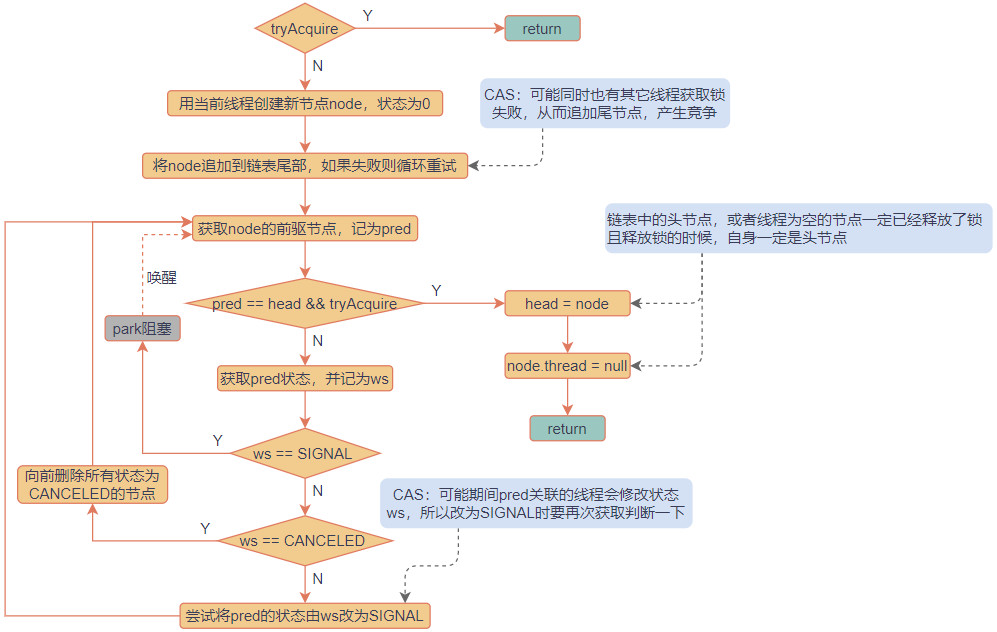 tryAcquire
Y
return
N
用当前线程创建新节点node，状态为0
CAS：可能同时也有其它线程获取锁
失败，从而追加尾节点，产生竞争
将node追加到链表尾部，如果失败则循环重试
获取node的前驱节点，记为pred
链表中的头节点，或者线程为空的节点一定已经释放了锁
且释放锁的时候，自身一定是头节点
唤醒
pred == head && tryAcquire
Y
head = node
park阻塞
N
node.thread = null
获取pred状态，并记为ws
return
Y
ws == SIGNAL
向前删除所有状态为
CANCELED的节点
N
CAS：可能期间pred关联的线程会修改状态
ws，所以改为SIGNAL时要再次获取判断一下
Y
ws == CANCELED
N
尝试将pred的状态由ws改为SIGNAL